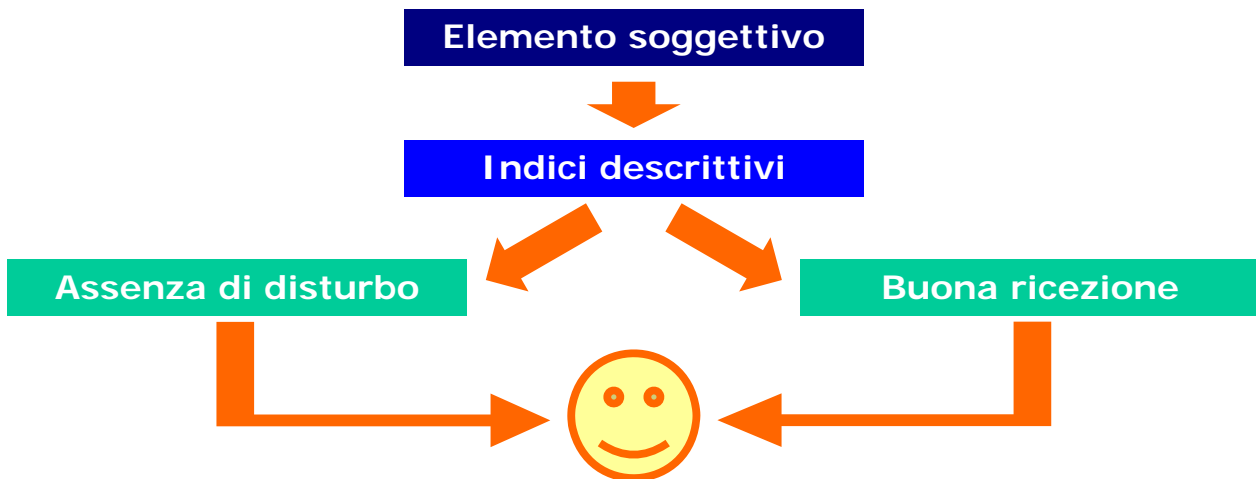 Elemento soggettivo
Indici descrittivi
Assenza di disturbo
Buona ricezione